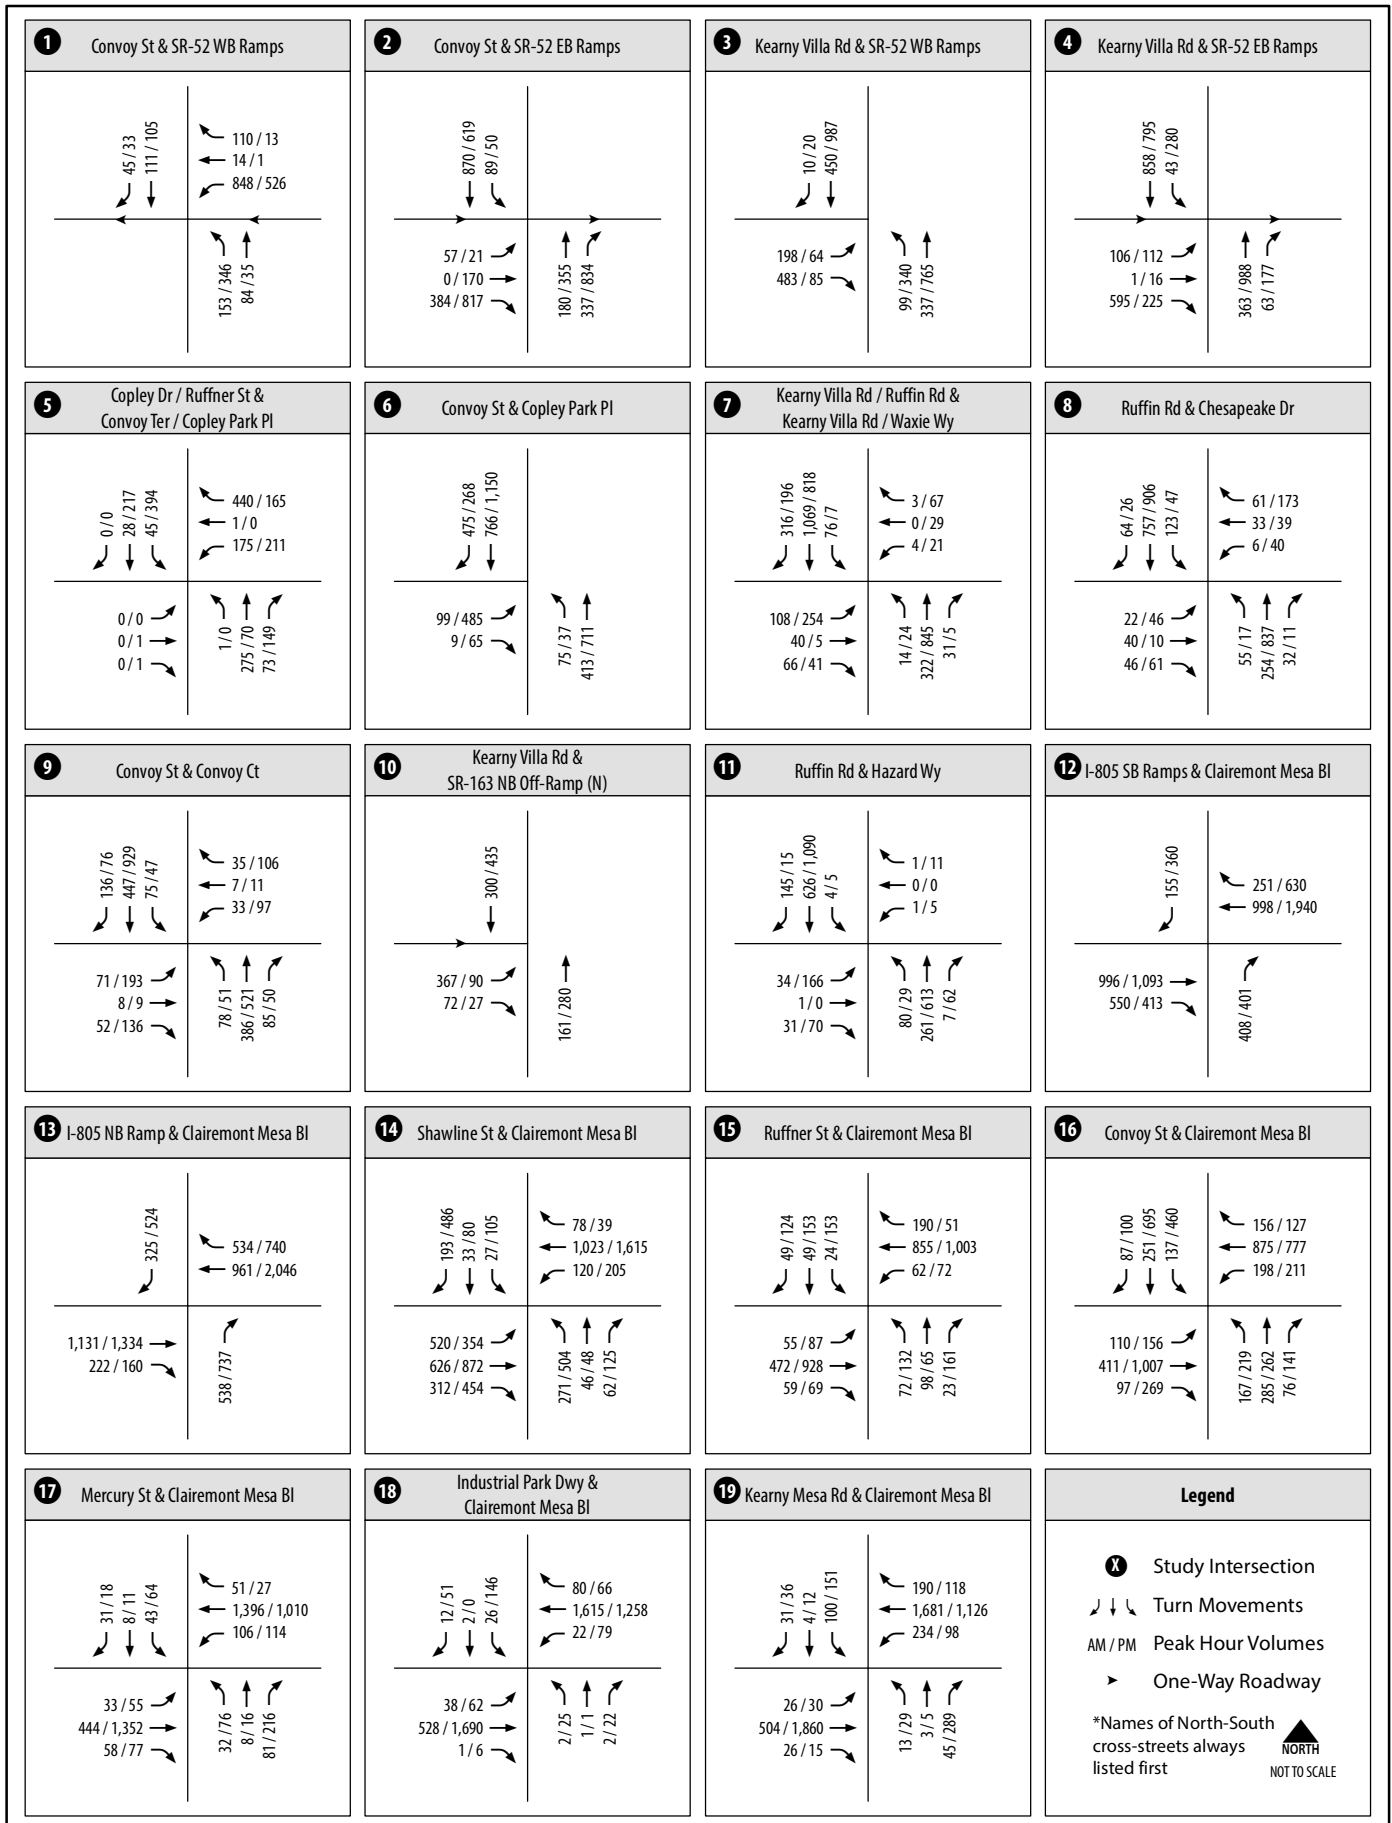 1 Convoy St & SR-52 WB Ramps
45 / 33
111 / 105
110 / 13
14 / 1
848 / 526
153 / 346
84 / 35
2 Convoy St & SR-52 EB Ramps
870 / 619
89 / 50
57 / 21
0 / 170
384 / 817
180 / 355
337 / 834
3 Kearny Villa Rd & SR-52 WB Ramps
10 / 20
450 / 987
198 / 64
483 / 85
99 / 340
337 / 765
4 Kearny Villa Rd & SR-52 EB Ramps
858 / 795
43 / 280
106 / 112
1 / 16
595 / 225
363 / 988
63 / 177
5 Copley Dr / Ruffner St &
Convoy Ter / Copley Park Pl
0 / 0
28 / 217
45 / 394
440 / 165
1 / 0
175 / 211
0 / 0
0 / 1
0 / 1
1 / 0
275 / 70
73 / 149
6 Convoy St & Copley Park Pl
475 / 268
766 / 1,150
99 / 485
9 / 65
75 / 37
413 / 711
7 Kearny Villa Rd / Ruffin Rd &
Kearny Villa Rd / Waxie Wy
316 / 196
1,069 / 818
76 / 7
3 / 67
0 / 29
4 / 21
108 / 254
40 / 5
66 / 41
14 / 24
322 / 845
31 / 5
8 Ruffin Rd & Chesapeake Dr
64 / 26
757 / 906
123 / 47
61 / 173
33 / 39
6 / 40
22 / 46
40 / 10
46 / 61
55 / 17
254 / 837
32 / 11
9 Convoy St & Convoy Ct
136 / 76
447 / 929
75 / 47
35 / 106
7 / 11
33 / 97
71 / 193
8 / 9
52 / 136
78 / 51
386 / 521
85 / 50
10 Kearny Villa Rd &
SR-163 NB Off-Ramp (N)
300 / 435
367 / 90
72 / 27
161 / 280
11 Ruffin Rd & Hazard Wy
145 / 15
626 / 1,090
4 / 5
1 / 11
0 / 0
1 / 5
34 / 166
1 / 0
31 / 70
80 / 29
261 / 613
7 / 62
12 I-805 SB Ramps & Clairemont Mesa Bl
155 / 360
251 / 630
998 / 1,940
996 / 1,093
550 / 413
408 / 401
13 I-805 NB Ramp & Clairemont Mesa Bl
325 / 524
534 / 740
961 / 2,046
1,131 / 1,334
222 / 160
538 / 737
14 Shawline St & Clairemont Mesa Bl
193 / 486
33 / 80
27 / 105
78 / 39
1,023 / 1,615
120 / 205
520 / 354
626 / 872
312 / 454
271 / 504
46 / 48
62 / 125
15 Ruffner St & Clairemont Mesa Bl
49 / 124
49 / 153
24 / 153
190 / 51
855 / 1,003
62 / 72
55 / 87
472 / 928
59 / 69
72 / 132
98 / 65
23 / 161
16 Convoy St & Clairemont Mesa Bl
87 / 100
251 / 695
137 / 460
156 / 127
875 / 777
198 / 211
110 / 156
411 / 1,007
97 / 269
167 / 219
285 / 262
76 / 141
17 Mercury St & Clairemont Mesa Bl
31 / 18
8 / 11
43 / 64
51 / 27
1,396 / 1,010
106 / 114
33 / 55
444 / 1,352
58 / 77
32 / 76
8 / 16
81 / 216
18 Industrial Park Dwy &
Clairemont Mesa Bl
12 / 51
2 / 0
26 / 146
80 / 66
1,615 / 1,258
22 / 79
38 / 62
528 / 1,690
1 / 6
2 / 25
1 / 1
2 / 22
19 Kearny Mesa Rd & Clairemont Mesa Bl
31 / 36
4 / 12
100 / 151
190 / 118
1,681 / 1,126
234 / 98
26 / 30
504 / 1,860
26 / 15
13 / 29
3 / 5
45 / 289
Legend
X Study Intersection
Turn Movements
AM / PM Peak Hour Volumes
One-Way Roadway
*Names of North-South
cross-streets always
listed first
NORTH
NOT TO SCALE